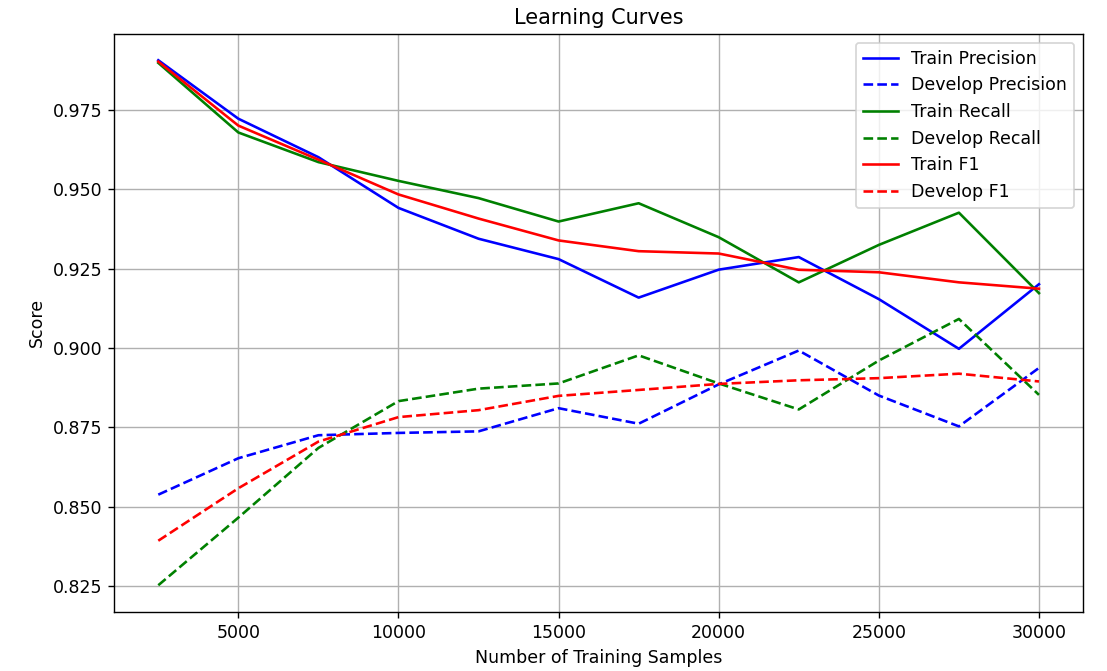 Learning Curves
Train Precision
Develop Precision
Train Recall
Develop Recall
Train F1
Develop F1
Score
0.975
0.950
0.925
0.900
0.875
0.850
0.825
5000
10000
15000
20000
25000
30000
Number of Training Samples